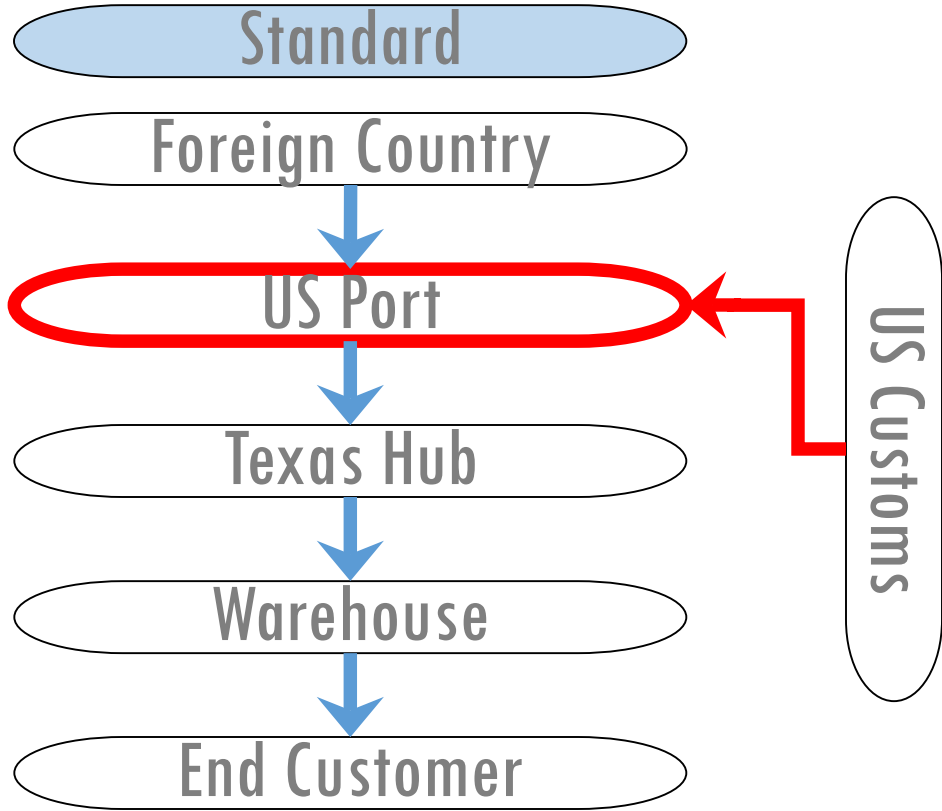 Standard
Foreign Country
US Port
Texas Hub
Warehouse
End Customer
US Customs